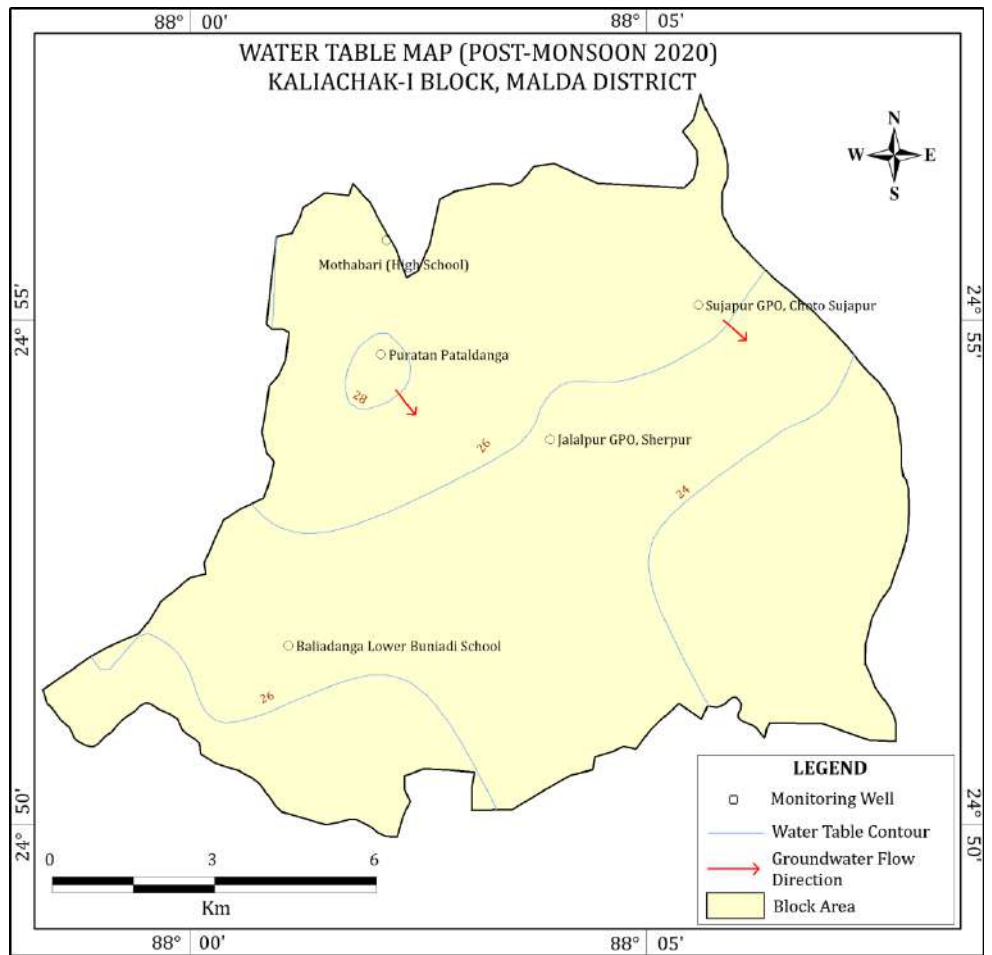 88° 00' 88° 05'
WATER TABLE MAP (POST-MONSOON 2020)
KALIACHAK-I BLOCK, MALDA DISTRICT
N
W E
S
Mothabari (High School)
24° 55'
24° 55'
Sujapur GPO, Choto Sujapur
Puratan Pataldanga
28
26
Jalalpur GPO, Sherpur
24
Baliadanga Lower Buniadi School
26
LEGEND
Monitoring Well
Water Table Contour
Groundwater Flow
Direction
Block Area
24° 50'
24° 50'
0 3 6
Km
88° 00' 88° 05'